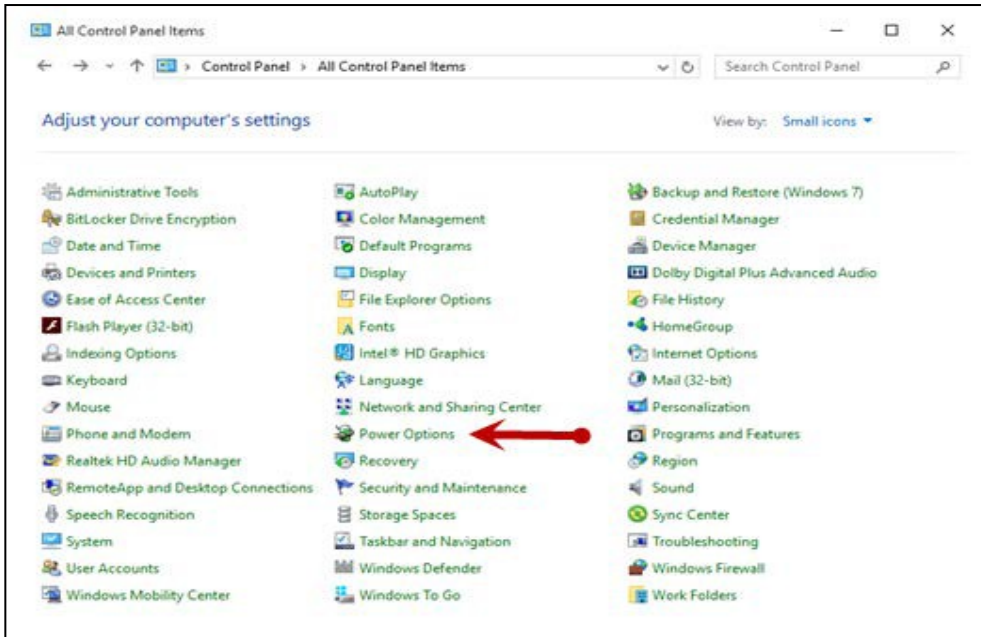 All Control Panel Items
Control Panel > All Control Panel Items
Search Control Panel
Adjust your computer's settings
View by: Small icons
Administrative Tools
AutoPlay
Backup and Restore (Windows 7)
BitLocker Drive Encryption
Color Management
Credential Manager
Date and Time
Default Programs
Device Manager
Devices and Printers
Display
Dolby Digital Plus Advanced Audio
Ease of Access Center
File Explorer Options
File History
Flash Player (32-bit)
Fonts
HomeGroup
Indexing Options
Intel® HD Graphics
Internet Options
Keyboard
Language
Mail (32-bit)
Mouse
Network and Sharing Center
Personalization
Phone and Modem
Power Options
Programs and Features
Realtek HD Audio Manager
Recovery
Region
RemoteApp and Desktop Connections
Security and Maintenance
Sound
Speech Recognition
Storage Spaces
Sync Center
System
Taskbar and Navigation
Troubleshooting
User Accounts
Windows Defender
Windows Firewall
Windows Mobility Center
Windows To Go
Work Folders